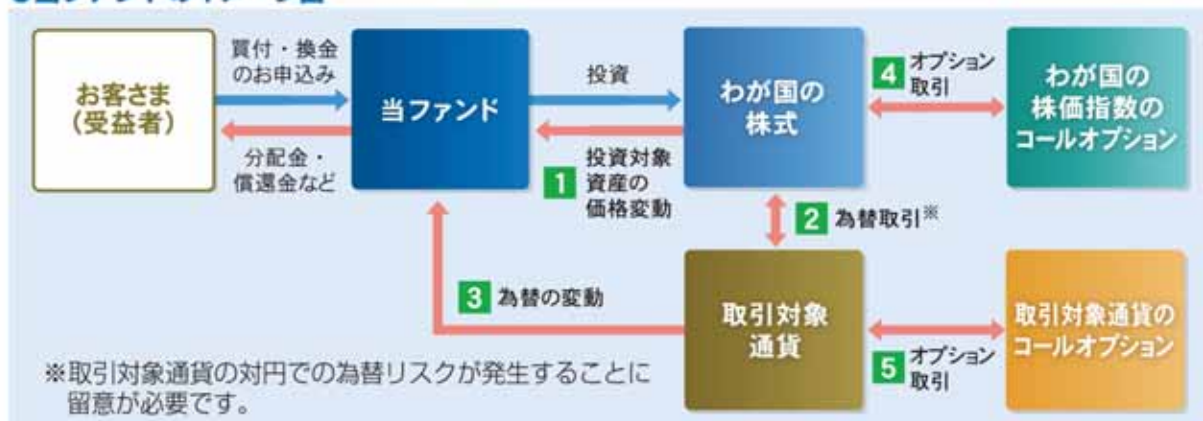 お客さま
（受益者）
買付・換金
のお申込み
分配金・
償還金など
当ファンド
投資
1 投資対象
資産の
価格変動
わが国の
株式
4 オプション
取引
わが国の
株価指数の
コールオプション
2 為替取引※
3 為替の変動
取引対象
通貨
5 オプション
取引
取引対象通貨の
コールオプション
※取引対象通貨の対円での為替リスクが発生することに
留意が必要です。